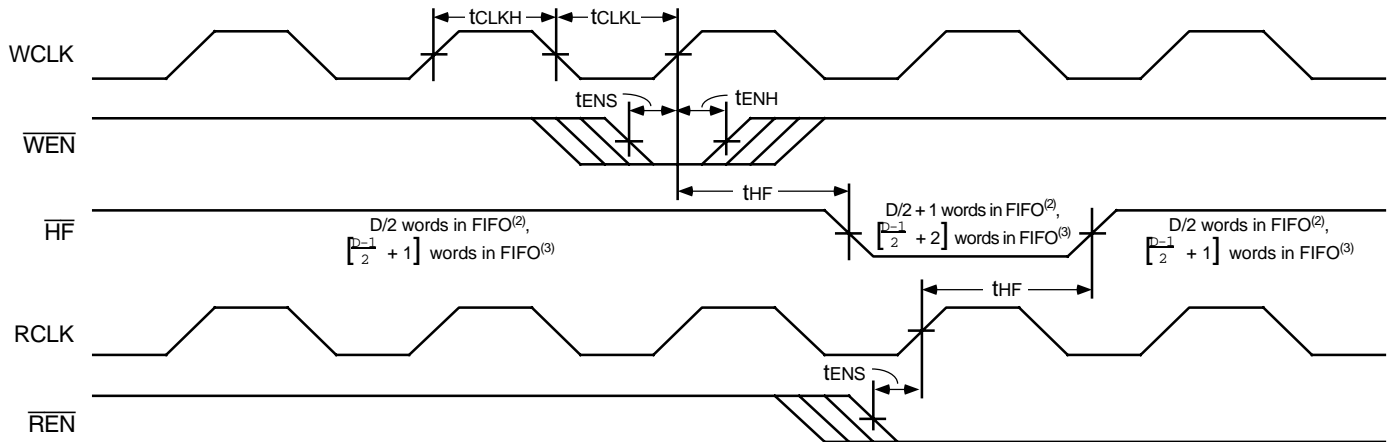 tCLKH
tCLKL
WCLK
tENS
tENH
WEN
tHF
HF
D/2 words in FIFO(2),
[D-1/2 + 1] words in FIFO(3)
D/2 + 1 words in FIFO(2),
[D-1/2 + 2] words in FIFO(3)
D/2 words in FIFO(2),
[D-1/2 + 1] words in FIFO(3)
tHF
RCLK
tENS
REN